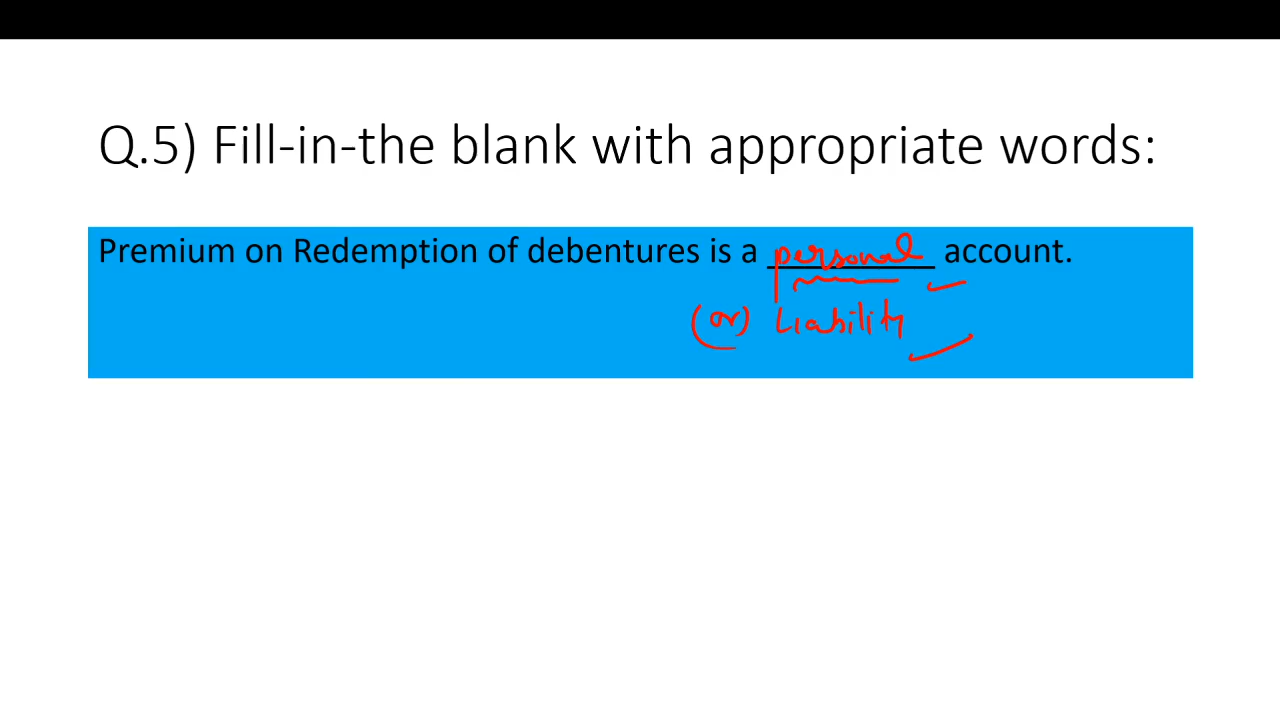 Q.5) Fill-in-the blank with appropriate words:
Premium on Redemption of debentures is a personal account.
(or) Liability